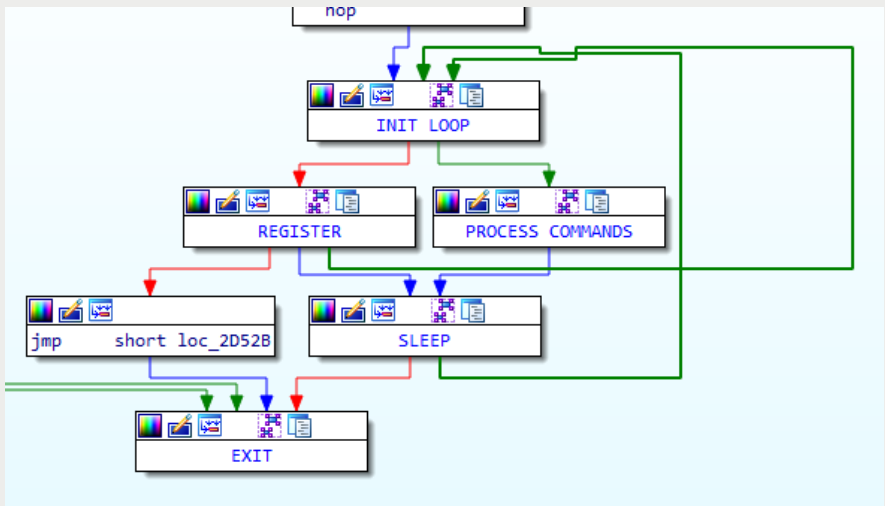 nop
INIT LOOP
REGISTER
PROCESS COMMANDS
jmp short loc_2D52B
SLEEP
EXIT